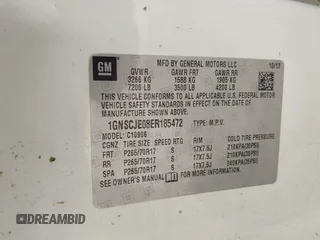 GM
MFD BY GENERAL MOTORS LLC 10/13
GVWR GAWR FRT GAWR RR
3266 KG 1588 KG 1905 KG
7200 LB 3500 LB 4200 LB
THIS VEHICLE CONFORMS TO ALL APPLICABLE U.S. FEDERAL MOTOR
VEHICLE SAFETY STANDARDS IN EFFECT ON THE DATE OF
MANUFACTURE SHOWN ABOVE.
1GNSCJE08ER185472
TYPE: M.P.V.
MODEL: C10906
CGNZ TIRE SIZE SPEED RTG RIM COLD TIRE PRESSURE
FRT P265/70R17 S 17X7.5J
RR P265/70R17 S 17X7.5J
SPA P265/70R17 S 17X7.5J
SEE OWNER'S MANUAL FOR ADDITIONAL INFORMATION